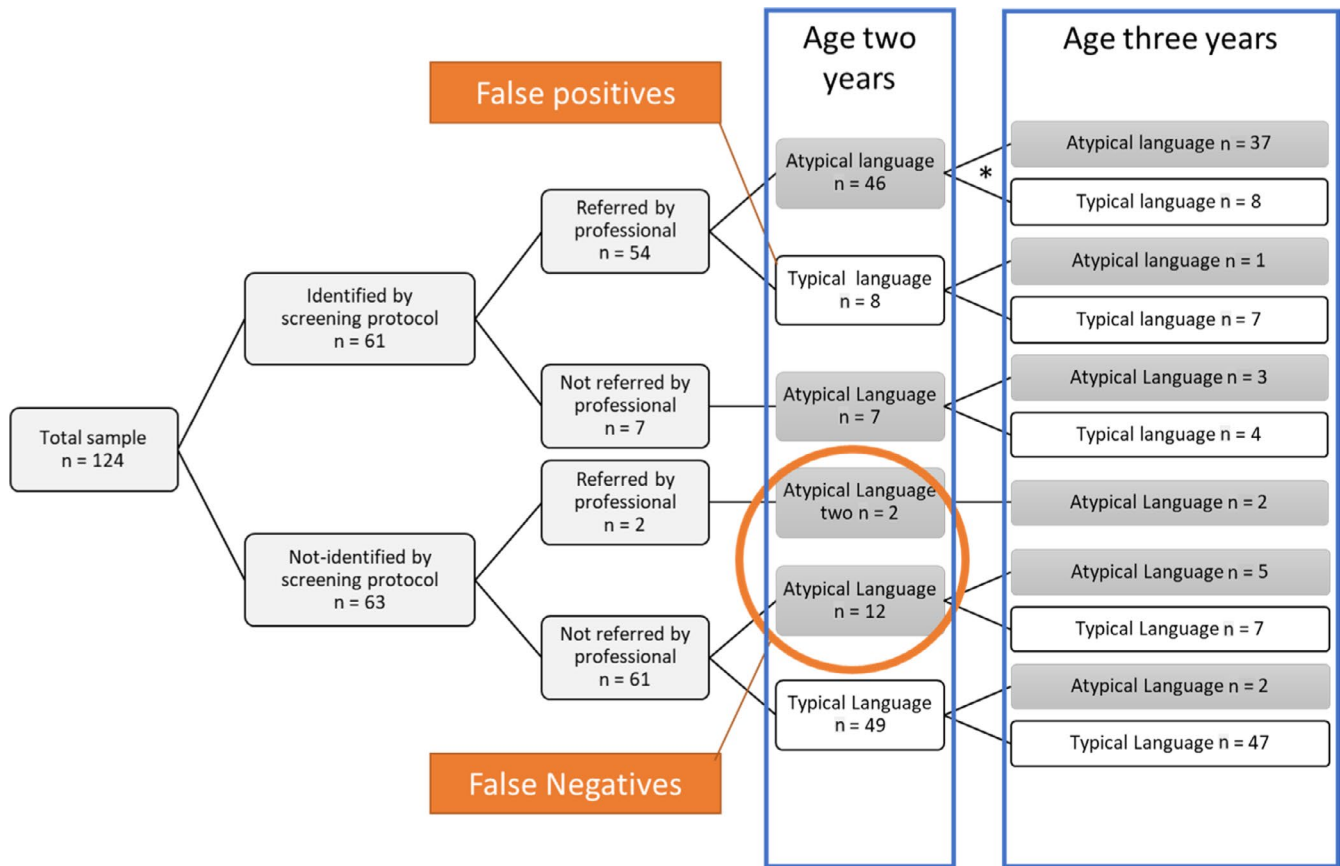 Age two
years
Age three years
False positives
Atypical language
n = 46
*
Atypical language n = 37
Typical language n = 8
Referred by
professional
n = 54
Typical  language
n = 8
Atypical language n = 1
Typical language n = 7
Identified by
screening protocol
n = 61
Not referred by
professional
n = 7
Atypical Language
n = 7
Atypical Language n = 3
Typical language n = 4
Total sample
n = 124
Referred by
professional
n = 2
Atypical Language
two n = 2
Atypical Language n = 2
Not-identified by
screening protocol
n = 63
Atypical Language
n = 12
Atypical Language n = 5
Typical Language n = 7
Not referred by
professional
n = 61
Typical Language
n = 49
Atypical Language n = 2
Typical Language n = 47
False Negatives